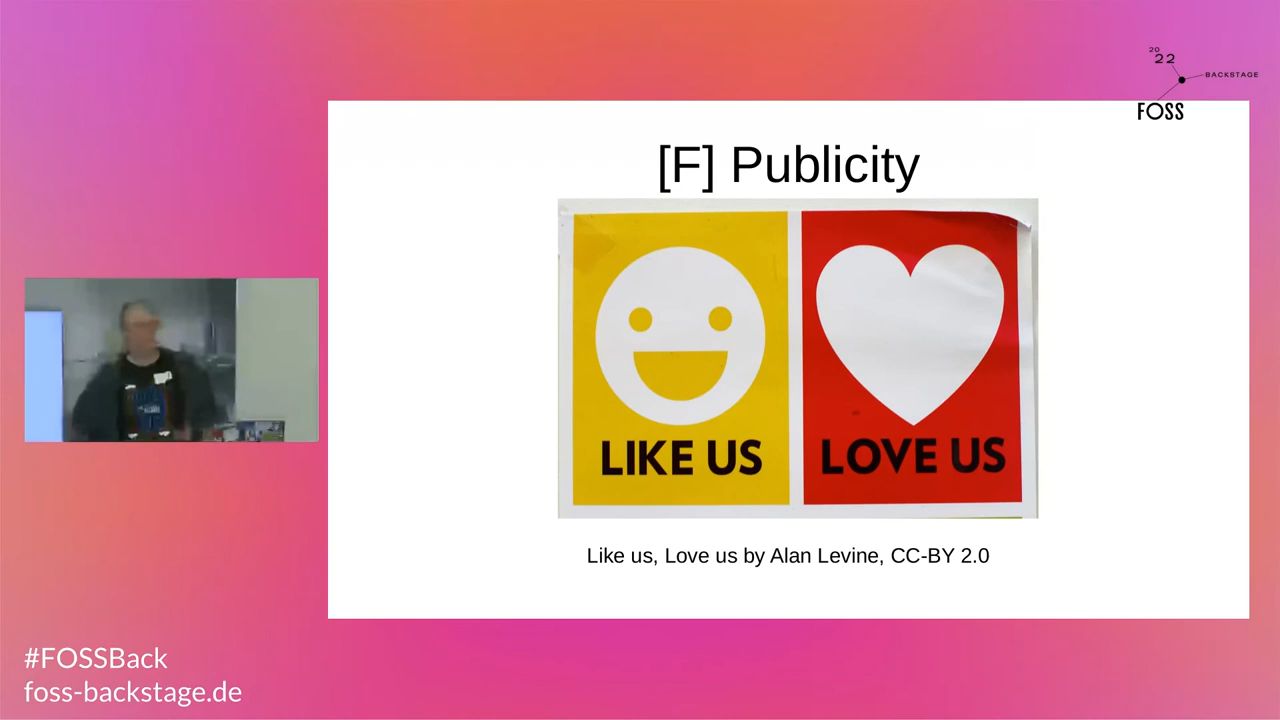 20
22
BACKSTAGE
FOSS
[F] Publicity
LIKE US
LOVE US
Like us, Love us by Alan Levine, CC-BY 2.0
#FOSSBack
foss-backstage.de